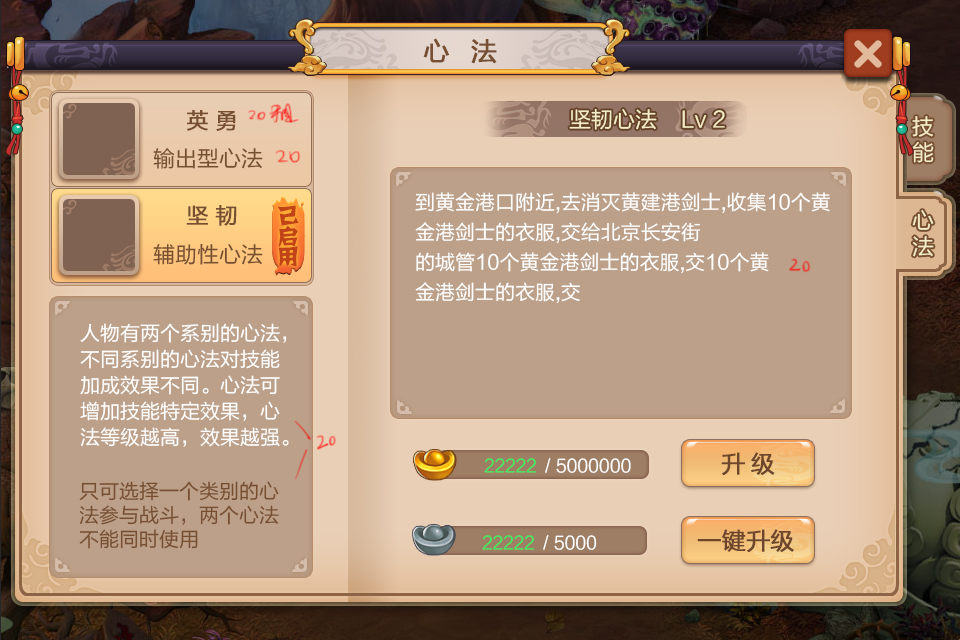 心 法
英 勇
20
输出型心法 20
坚 韧
辅助性心法
已启用
人物有两个系别的心法，
不同系别的心法对技能
加成效果不同。心法可
增加技能特定效果，心
法等级越高，效果越强。
20
只可选择一个类别的心
法参与战斗，两个心法
不能同时使用
坚韧心法 Lv 2
到黄金港口附近,去消灭黄建港剑士,收集10个黄
金港剑士的衣服,交给北京长安街
的城管10个黄金港剑士的衣服,交10个黄 20
金港剑士的衣服,交
22222 / 5000000
升 级
22222 / 5000
一键升级
技能
心法